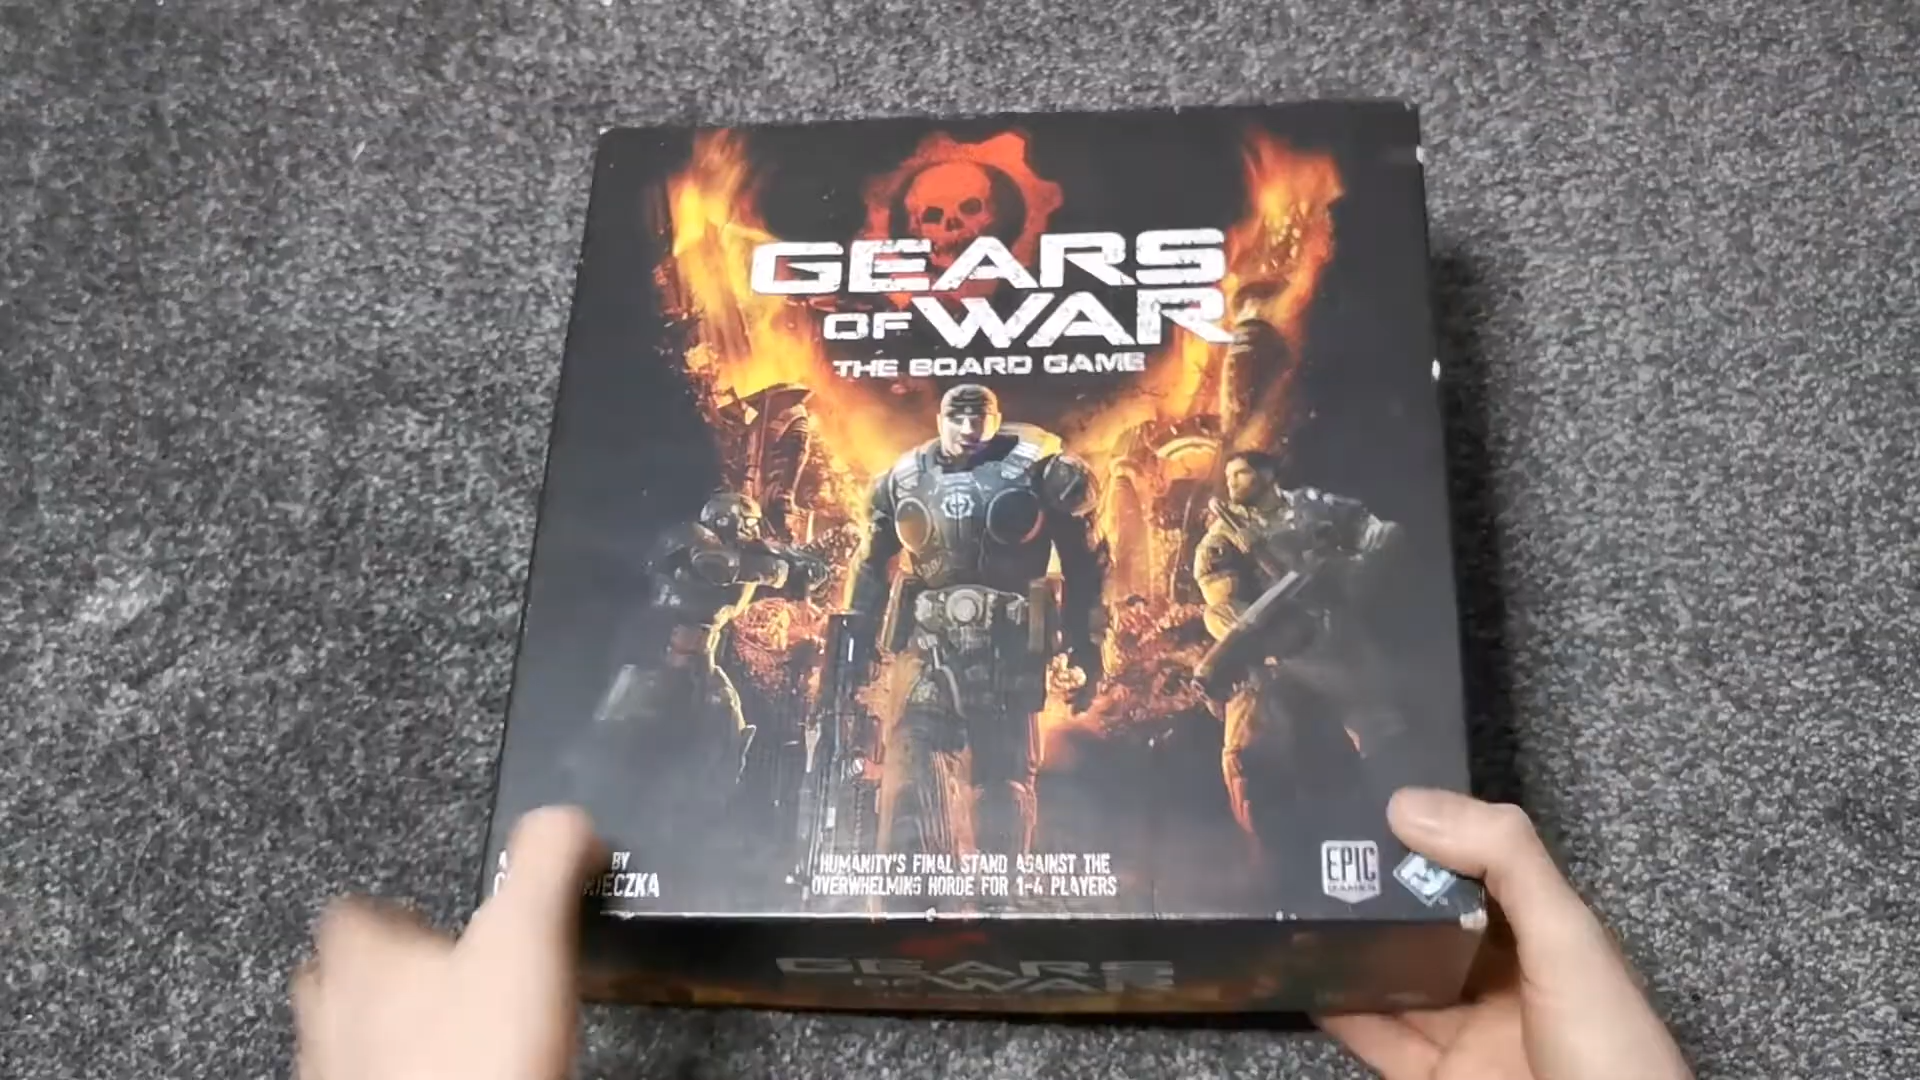 GEARS
OF WAR
THE BOARD GAME
BY
HUMANITY'S FINAL STAND AGAINST THE
OVERWHELMING HORDE FOR 1-4 PLAYERS
EPIC
GAMES
GEARS
OF WAR